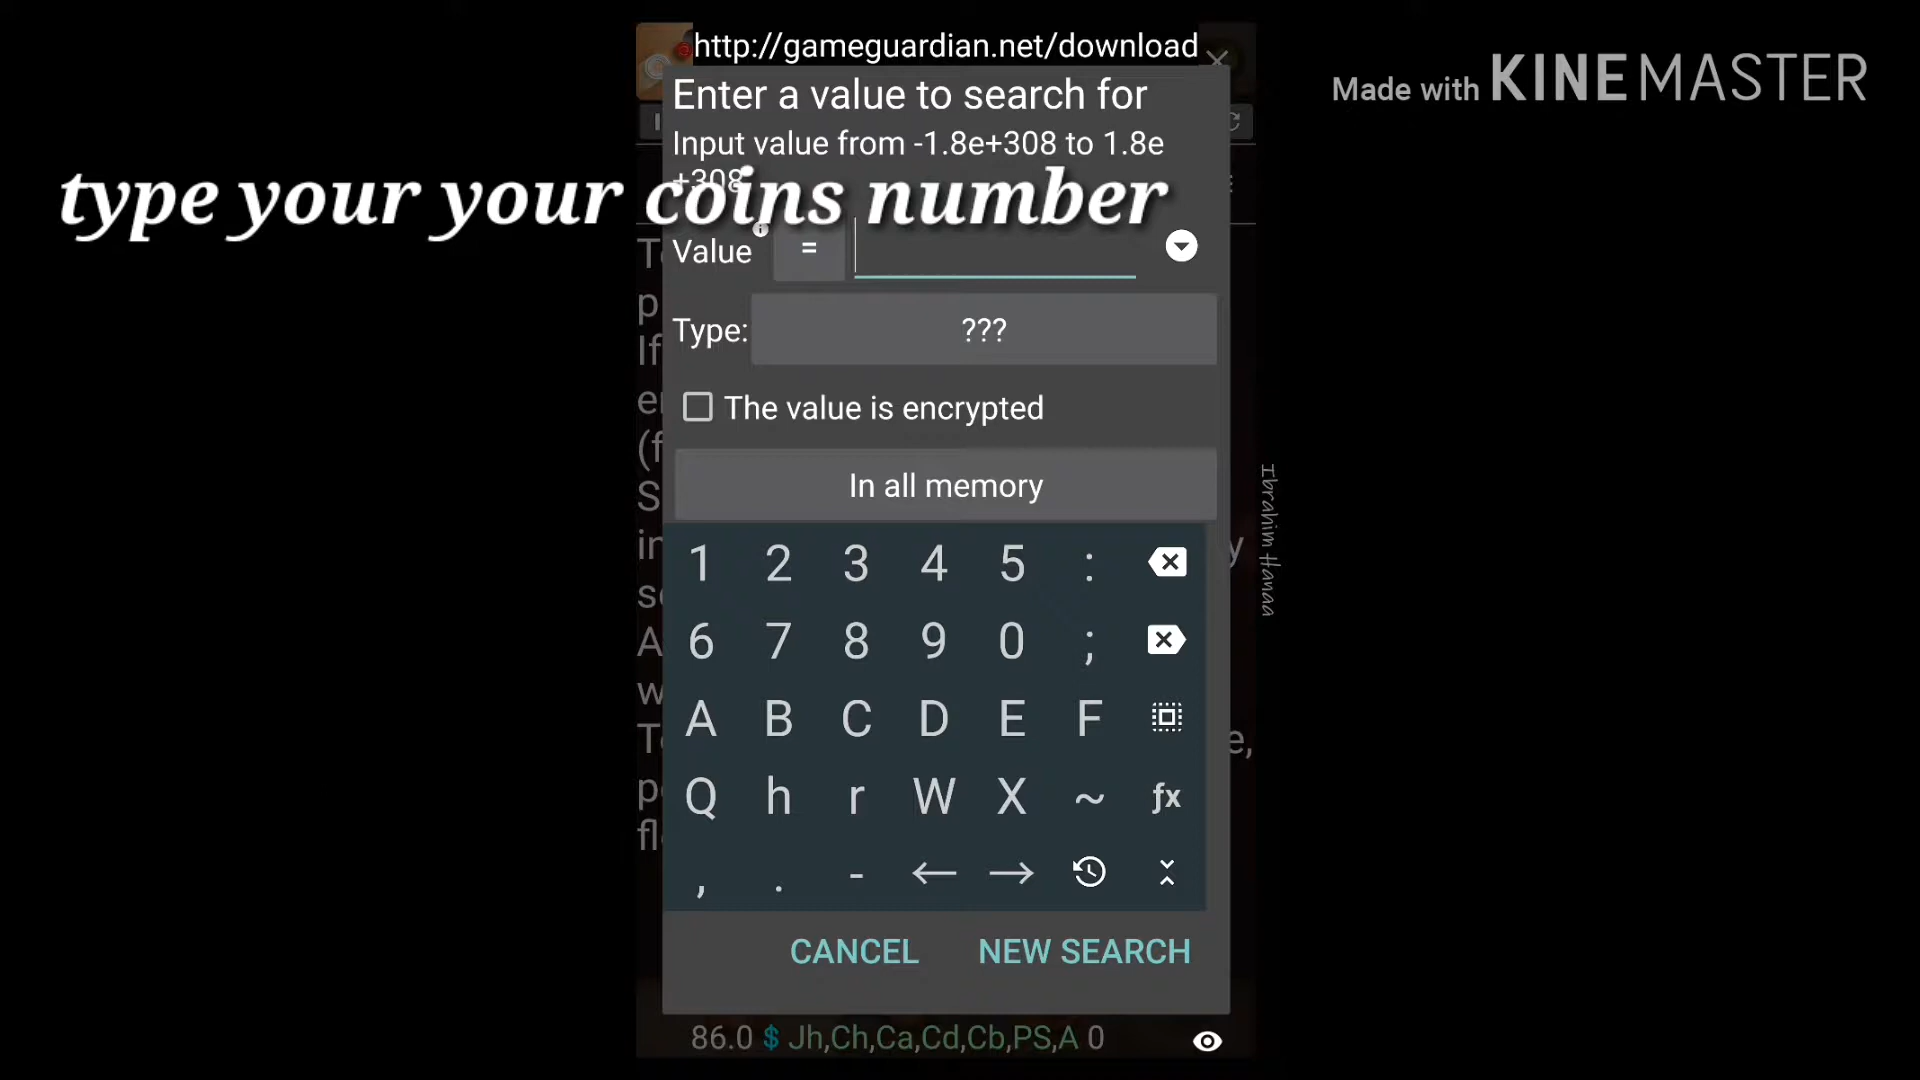 http://gameguardian.net/download
Made with KINEMASTER
Enter a value to search for
Input value from -1.8e+308 to 1.8e
+308
type your your coins number
Value =
Type: ???
The value is encrypted
In all memory
1 2 3 4 5 :
6 7 8 9 0 ;
A B C D E F
Q h r W X ~ ƒx
, . - ← →
CANCEL NEW SEARCH
86.0 $ Jh,Ch,Ca,Cd,Cb,PS,A 0
Ibrahim Hanaa